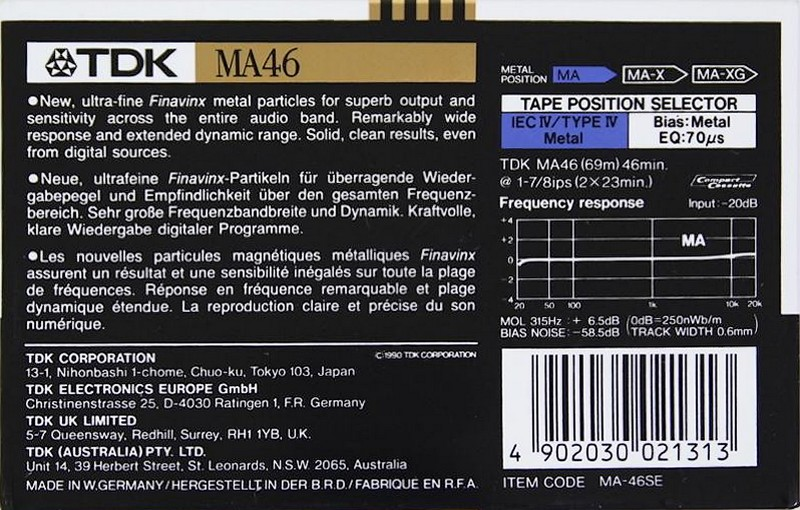 TDK MA46
●New, ultra-fine Finavinx metal particles for superb output and
sensitivity across the entire audio band. Remarkably wide
response and extended dynamic range. Solid, clean results, even
from digital sources.
●Neue, ultrafeine Finavinx-Partikeln für überragende Wieder-
gabepegel und Empfindlichkeit über den gesamten Frequenz-
bereich. Sehr große Frequenzbandbreite und Dynamik. Kraftvolle,
klare Wiedergabe digitaler Programme.
●Les nouvelles particules magnétiques métalliques Finavinx
assurent un résultat et une sensibilité inégalés sur toute la plage
de fréquences. Réponse en fréquence remarquable et plage
dynamique étendue. La reproduction claire et précise du son
numérique.
TDK CORPORATION ©1990 TDK CORPORATION
13-1, Nihonbashi 1-chome, Chuo-ku, Tokyo 103, Japan
TDK ELECTRONICS EUROPE GmbH
Christinenstrasse 25, D-4030 Ratingen 1, F.R. Germany
TDK UK LIMITED
5-7 Queensway, Redhill, Surrey, RH1 1YB, U.K.
TDK (AUSTRALIA) PTY. LTD.
Unit 14, 39 Herbert Street, St. Leonards, N.S.W. 2065, Australia
MADE IN W.GERMANY/HERGESTELLT IN DER B.R.D./FABRIQUE EN R.F.A.
METAL
POSITION
MA MA-X MA-XG
TAPE POSITION SELECTOR
IEC IV/TYPE IV
Metal
Bias: Metal
EQ:70μs
TDK MA46 (69m) 46min.
@ 1-7/8ips (2×23min.)
Compact
Cassette
Frequency response Input: -20dB
+4
+2
0
-2
-4
MA
20 50 100 1k 10k 20k
MOL 315Hz : + 6.5dB (0dB=250nWb/m
BIAS NOISE: -58.5dB TRACK WIDTH 0.6mm)
4 902030 021313
ITEM CODE MA-46SE